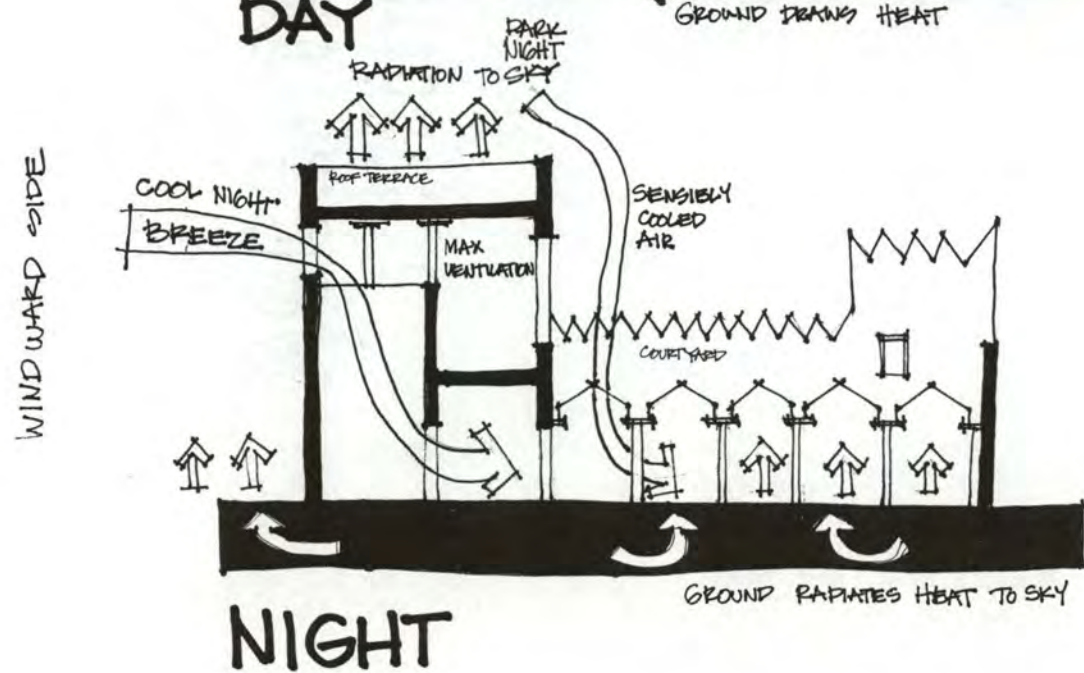 DAY
GROUND DRAWS HEAT
DARK
NIGHT
RADIATION TO SKY
WINDWARD SIDE
COOL NIGHT
BREEZE
ROOF TERRACE
MAX
VENTILATION
SENSIBLY
COOLED
AIR
COURTYARD
GROUND RADIATES HEAT TO SKY
NIGHT